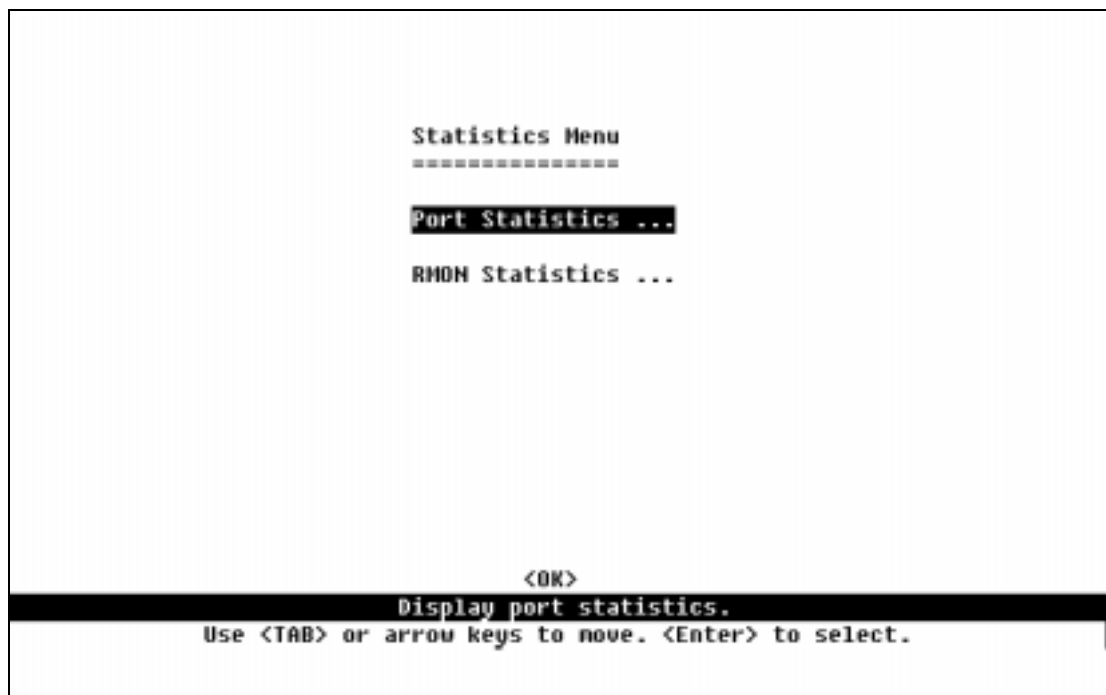 Statistics Menu
===============
Port Statistics ...
RMON Statistics ...
<OK>
Display port statistics.
Use <TAB> or arrow keys to move. <Enter> to select.